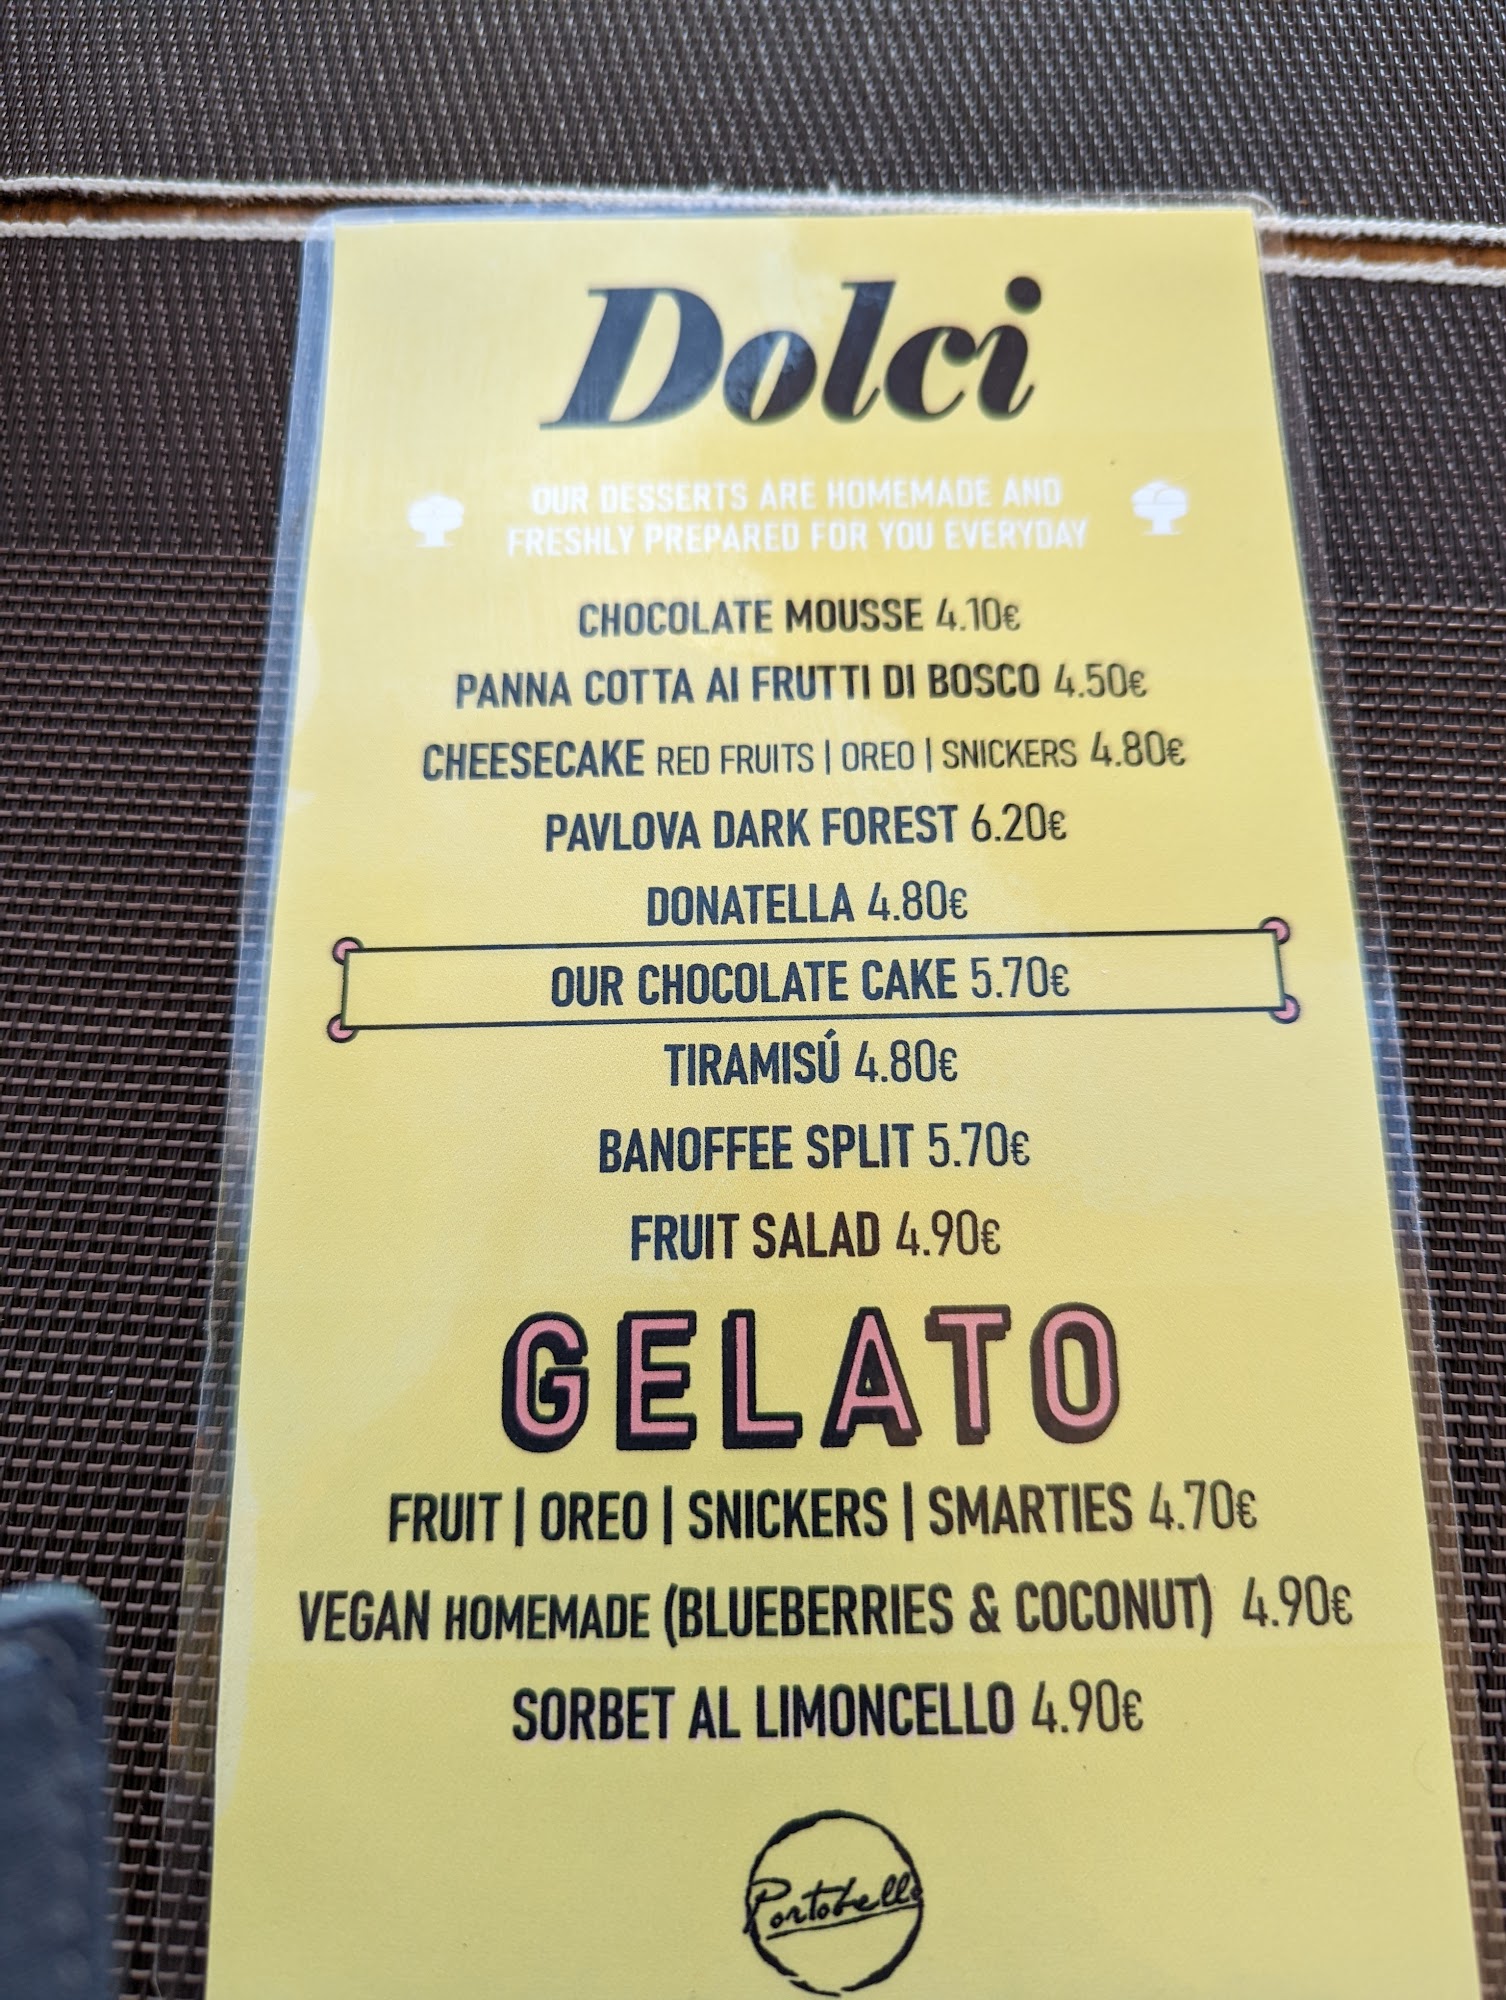 Dolci
OUR DESSERTS ARE HOMEMADE AND
FRESHLY PREPARED FOR YOU EVERYDAY
CHOCOLATE MOUSSE 4.10€
PANNA COTTA AI FRUTTI DI BOSCO 4.50€
CHEESECAKE RED FRUITS | OREO | SNICKERS 4.80€
PAVLOVA DARK FOREST 6.20€
DONATELLA 4.80€
OUR CHOCOLATE CAKE 5.70€
TIRAMISÚ 4.80€
BANOFFEE SPLIT 5.70€
FRUIT SALAD 4.90€
GELATO
FRUIT | OREO | SNICKERS | SMARTIES 4.70€
VEGAN HOMEMADE (BLUEBERRIES & COCONUT) 4.90€
SORBET AL LIMONCELLO 4.90€
Portobello